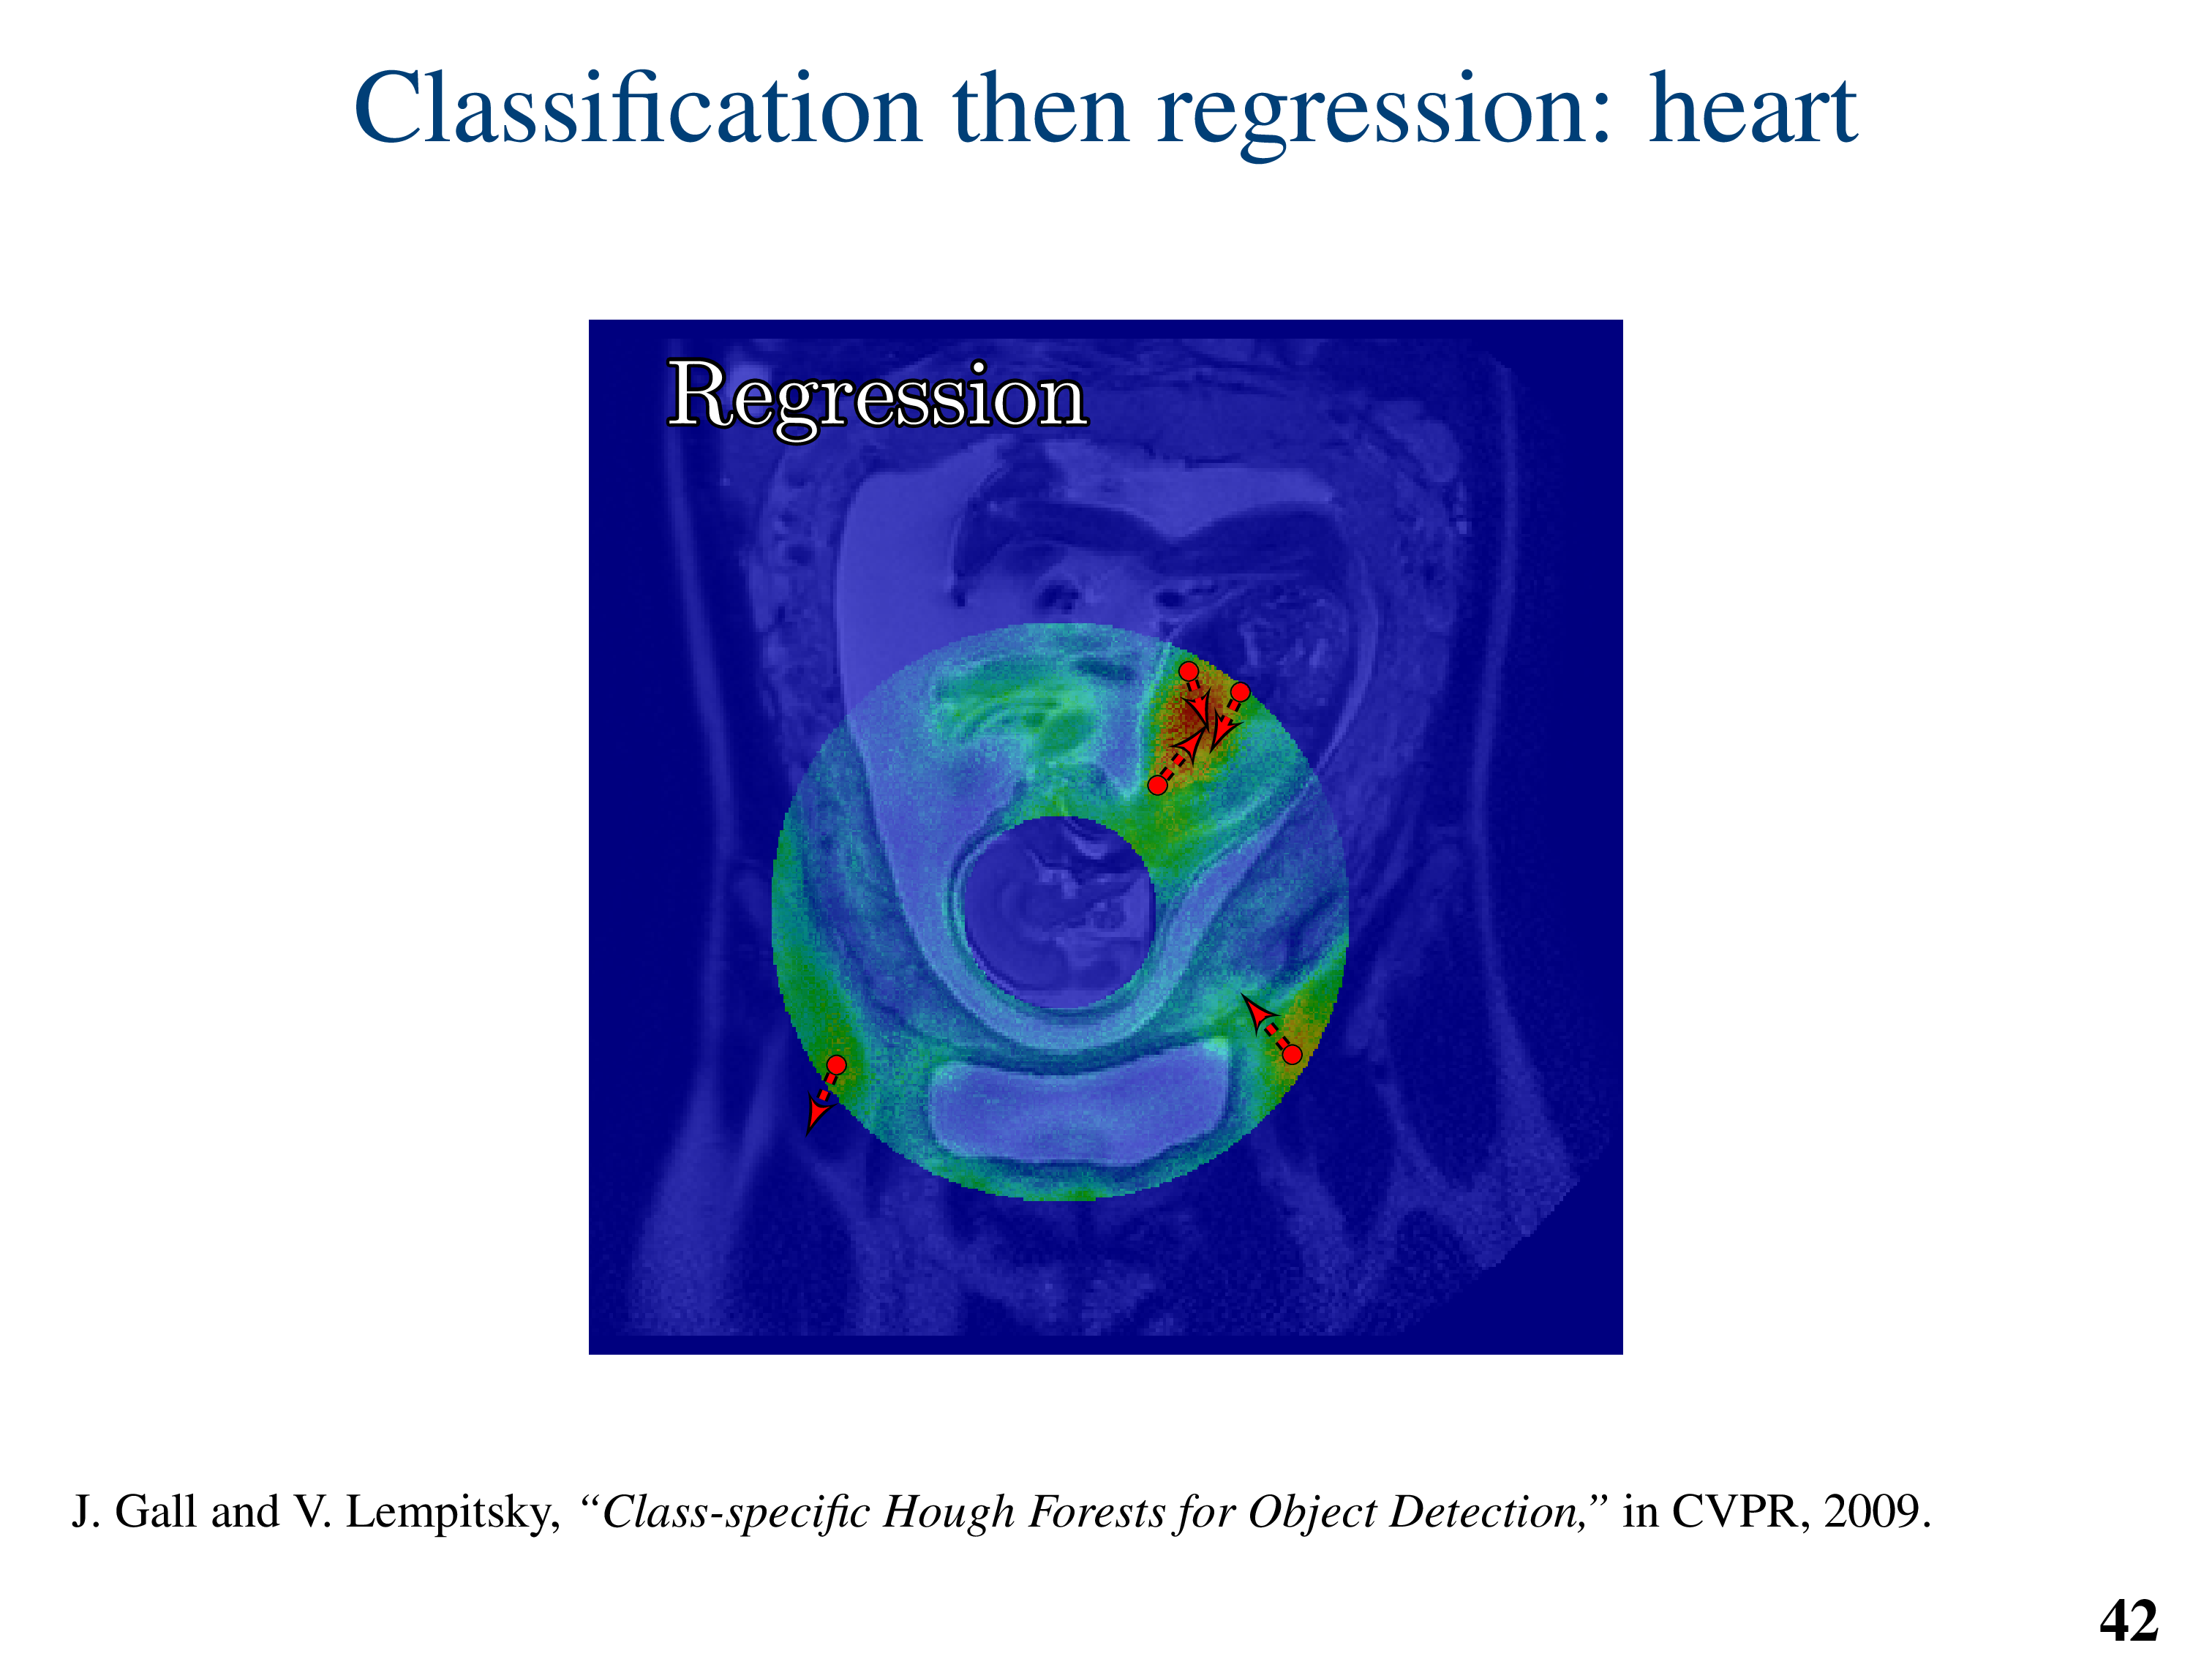 Classification then regression: heart
Regression
J. Gall and V. Lempitsky, “Class-specific Hough Forests for Object Detection,” in CVPR, 2009.
42